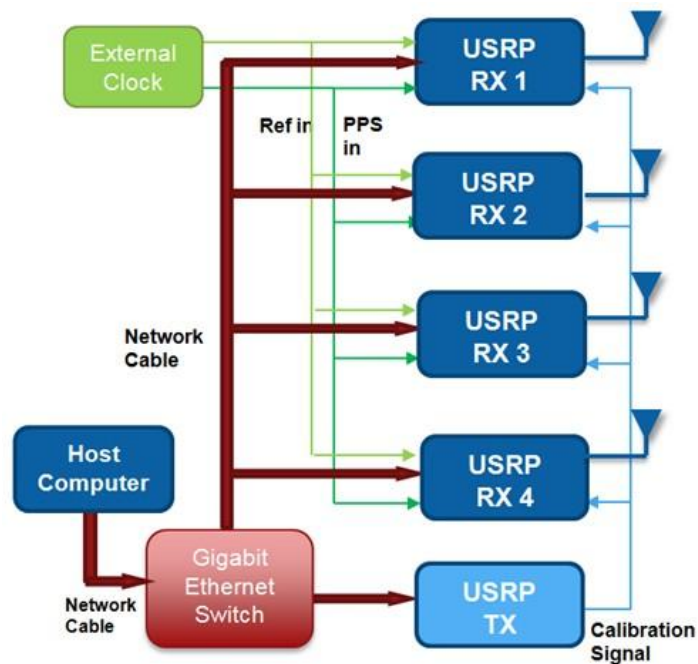 External
Clock
USRP
RX 1
Ref in
PPS
in
USRP
RX 2
Network
Cable
USRP
RX 3
Host
Computer
USRP
RX 4
Gigabit
Ethernet
Switch
Network
Cable
USRP
TX
Calibration
Signal